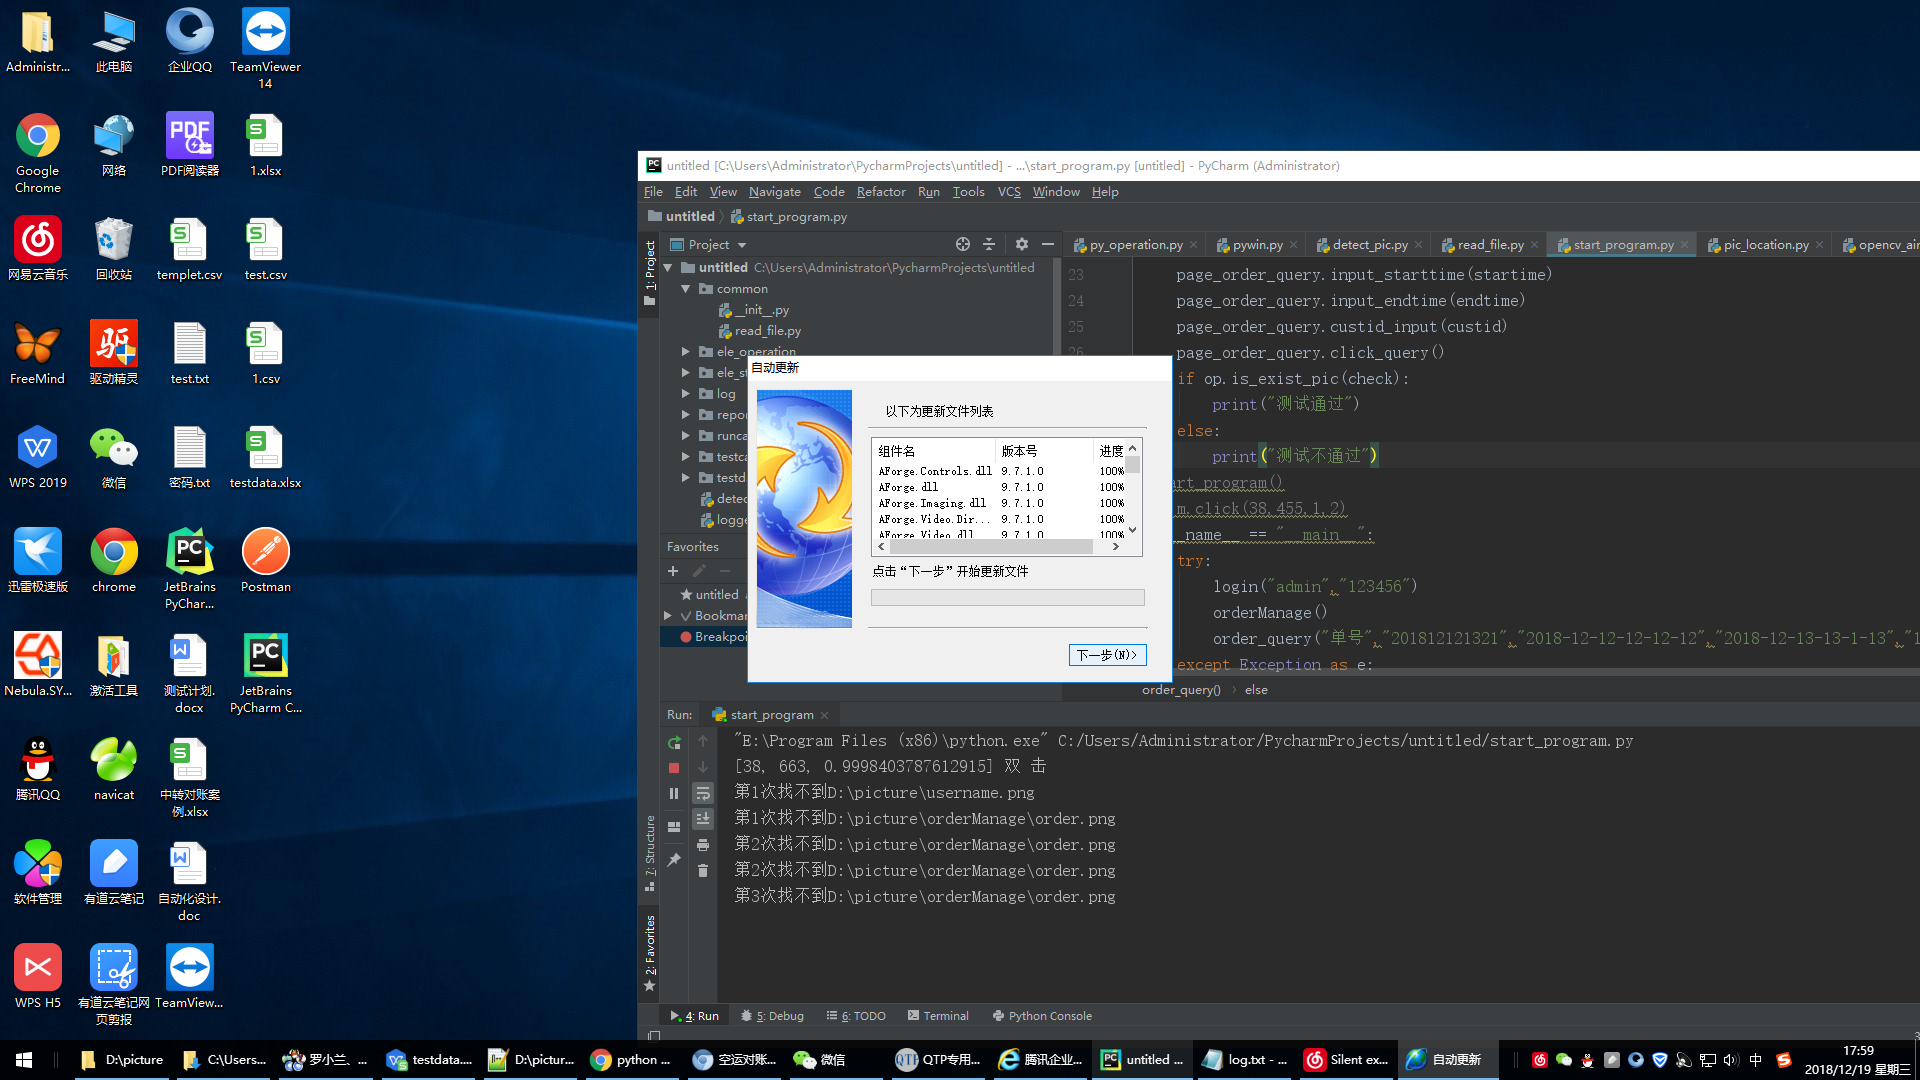 Administr...
此电脑
企业QQ
TeamViewer
14
Google
Chrome
网络
PDF阅读器
1.xlsx
网易云音乐
回收站
templet.csv
test.csv
FreeMind
驱动精灵
test.txt
1.csv
WPS 2019
微信
密码.txt
testdata.xlsx
迅雷极速版
chrome
JetBrains
PyChar...
Postman
Nebula.SY...
激活工具
测试计划.
docx
JetBrains
PyCharm C...
腾讯QQ
navicat
中转对账案
例.xlsx
软件管理
有道云笔记
自动化设计.
doc
WPS H5
有道云笔记网
页剪报
TeamView...
untitled [C:\Users\Administrator\PycharmProjects\untitled] - ...\start_program.py [untitled] - PyCharm (Administrator)
File Edit View Navigate Code Refactor Run Tools VCS Window Help
untitled start_program.py
1: Project
Project
py_operation.py pywin.py detect_pic.py read_file.py start_program.py pic_location.py opencv_air
untitled C:\Users\Administrator\PycharmProjects\untitled
common
__init__.py
read_file.py
ele_operation
ele_st
log
repor
runca
testca
testd
detec
logge
Favorites
untitled
Bookmar
Breakpoi
23 page_order_query.input_starttime(startime)
24 page_order_query.input_endtime(endtime)
25 page_order_query.custid_input(custid)
26 page_order_query.click_query()
if op.is_exist_pic(check):
print("测试通过")
else:
print("测试不通过")
art_program()
m.click(38,455,1,2)
__name__ == "__main__":
try:
login("admin","123456")
orderManage()
order_query("单号","201812121321","2018-12-12-12-12-12","2018-12-13-13-1-13","1
except Exception as e:
order_query() else
自动更新
以下为更新文件列表
组件名 版本号 进度
AForge.Controls.dll 9.7.1.0 100%
AForge.dll 9.7.1.0 100%
AForge.Imaging.dll 9.7.1.0 100%
AForge.Video.Dir... 9.7.1.0 100%
AForge.Video.dll 9.7.1.0 100%
点击“下一步”开始更新文件
下一步(N)>
Run: start_program
"E:\Program Files (x86)\python.exe" C:/Users/Administrator/PycharmProjects/untitled/start_program.py
[38, 663, 0.9998403787612915] 双 击
第1次找不到D:\picture\username.png
第1次找不到D:\picture\orderManage\order.png
第2次找不到D:\picture\orderManage\order.png
第2次找不到D:\picture\orderManage\order.png
第3次找不到D:\picture\orderManage\order.png
7: Structure
2: Favorites
4: Run 5: Debug 6: TODO Terminal Python Console
D:\picture
C:\Users...
罗小兰、...
testdata....
D:\pictur...
python ...
空运对账...
微信
QTP专用...
腾讯企业...
untitled ...
log.txt - ...
Silent ex...
自动更新
中
17:59
2018/12/19 星期三